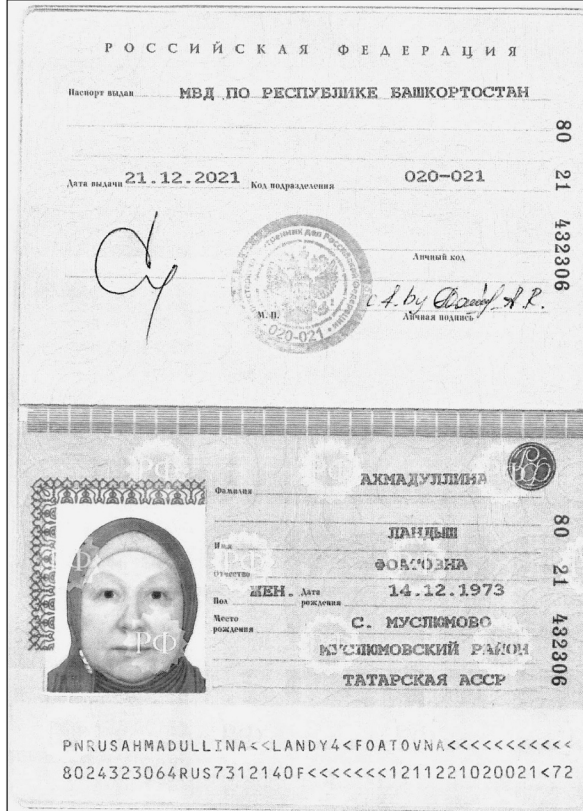 РОССИЙСКАЯ ФЕДЕРАЦИЯ
Паспорт выдан МВД ПО РЕСПУБЛИКЕ БАШКОРТОСТАН
Дата выдачи 21.12.2021 Код подразделения 020-021
80 21 432306
Личный код
М. П.
Личная подпись
020-021
Фамилия АХМАДУЛЛИНА
Имя ЛАНДЫШ
Отчество ФОАТОВНА
Пол ЖЕН. Дата рождения 14.12.1973
Место рождения С. МУСЛЮМОВО
МУСЛЮМОВСКИЙ РАЙОН
ТАТАРСКАЯ АССР
80 21 432306
PNRUSAHMADULLINA<<LANDY4<FOATOVNA<<<<<<<<<<<
8024323064RUS7312140F<<<<<<<1211221020021<72